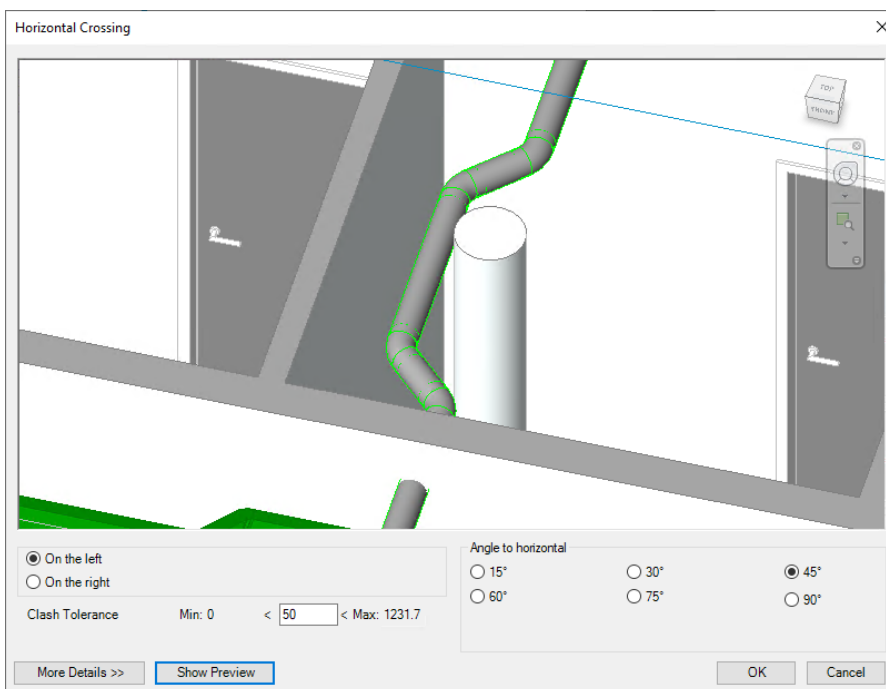 Horizontal Crossing
TOP
FRONT
On the left
On the right
Clash Tolerance Min: 0 < 50 < Max: 1231.7
Angle to horizontal
15° 30° 45°
60° 75° 90°
More Details >> Show Preview OK Cancel